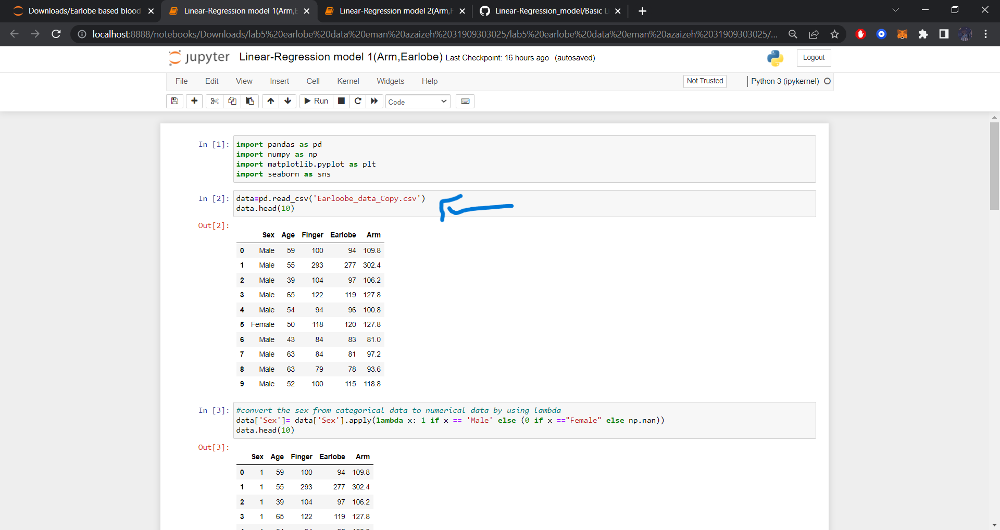 Downloads/Earlobe based blood
Linear-Regression model 1(Arm,E
Linear-Regression model 2(Arm,F
Linear-Regression_model/Basic Li
localhost:8888/notebooks/Downloads/lab5%20earlobe%20data%20eman%20azaizeh%2031909303025/lab5%20earlobe%20data%20eman%20azaizeh%2031909303025/...
jupyter Linear-Regression model 1(Arm,Earlobe) Last Checkpoint: 16 hours ago (autosaved)
Logout
File Edit View Insert Cell Kernel Widgets Help
Not Trusted
Python 3 (ipykernel)
Run
Code
In [1]: import pandas as pd
import numpy as np
import matplotlib.pyplot as plt
import seaborn as sns
In [2]: data=pd.read_csv('Earloobe_data_Copy.csv')
data.head(10)
Out[2]:
Sex Age Finger Earlobe Arm
0 Male 59 100 94 109.8
1 Male 55 293 277 302.4
2 Male 39 104 97 106.2
3 Male 65 122 119 127.8
4 Male 54 94 96 100.8
5 Female 50 118 120 127.8
6 Male 43 84 83 81.0
7 Male 63 84 81 97.2
8 Male 63 79 78 93.6
9 Male 52 100 115 118.8
In [3]: #convert the sex from categorical data to numerical data by using lambda
data['Sex']= data['Sex'].apply(lambda x: 1 if x == 'Male' else (0 if x =="Female" else np.nan))
data.head(10)
Out[3]:
Sex Age Finger Earlobe Arm
0 1 59 100 94 109.8
1 1 55 293 277 302.4
2 1 39 104 97 106.2
3 1 65 122 119 127.8